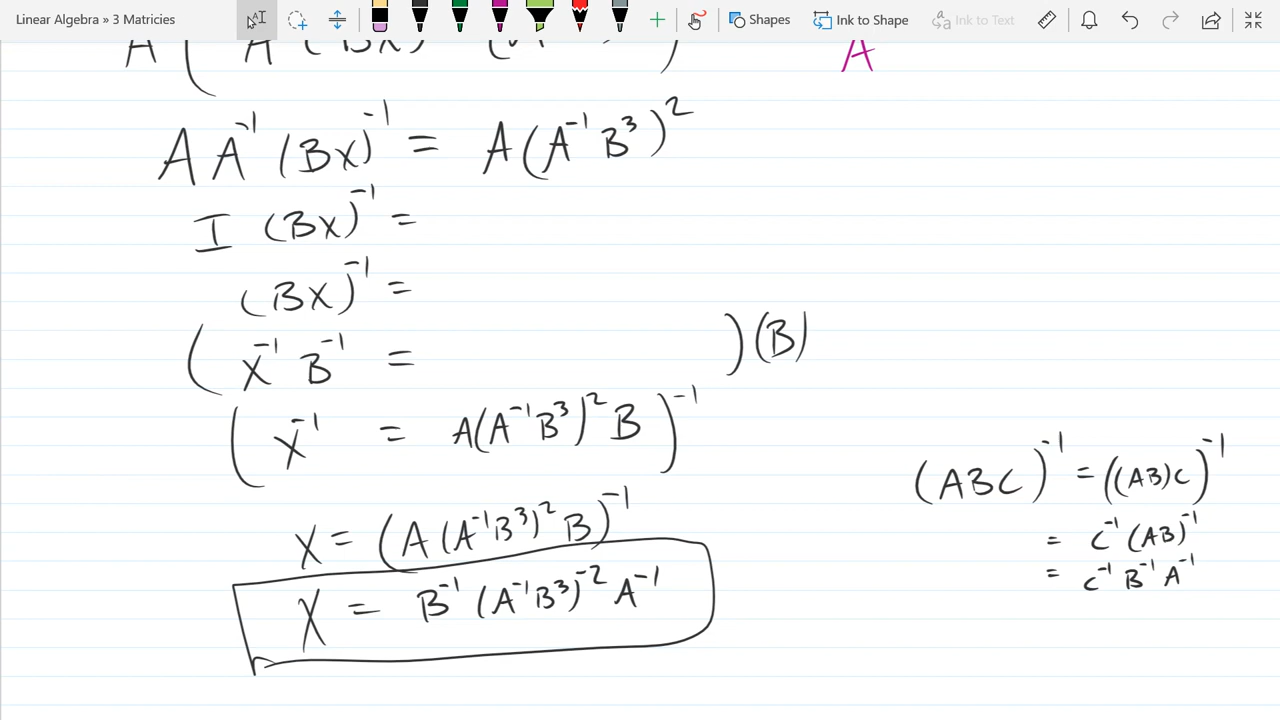 Linear Algebra » 3 Matricies
Shapes
Ink to Shape
Ink to Text
A ( A (BX)
A
A A⁻¹ (BX)⁻¹ = A(A⁻¹B³)²
I (BX)⁻¹ =
(BX)⁻¹ =
( X⁻¹ B⁻¹ = )(B)
( X⁻¹ = A(A⁻¹B³)²B )⁻¹
X = (A(A⁻¹B³)²B)⁻¹
X = B⁻¹(A⁻¹B³)⁻²A⁻¹
(ABC)⁻¹ = ((AB)C)⁻¹
= C⁻¹(AB)⁻¹
= C⁻¹B⁻¹A⁻¹